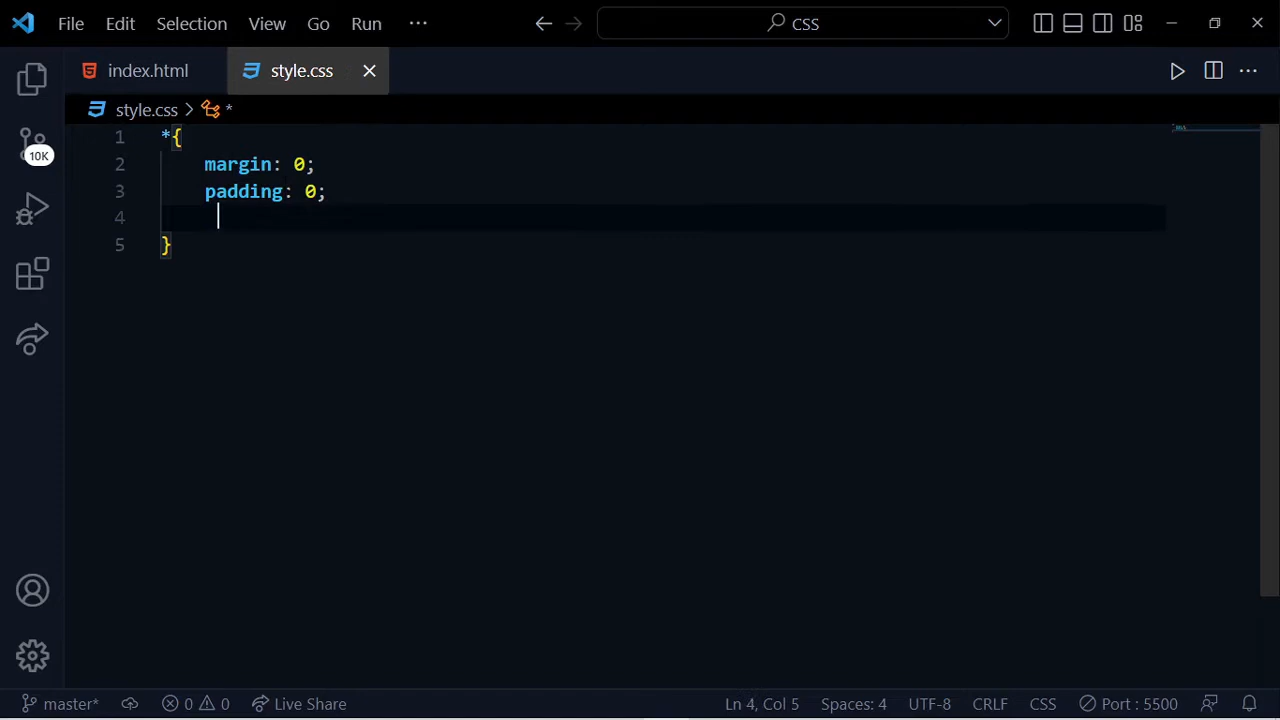 File Edit Selection View Go Run ··· css
index.html style.css
style.css > *
1 *{
2 margin: 0;
3 padding: 0;
4
5 }
10K
master* 0 0 Live Share Ln 4, Col 5 Spaces: 4 UTF-8 CRLF CSS Port : 5500